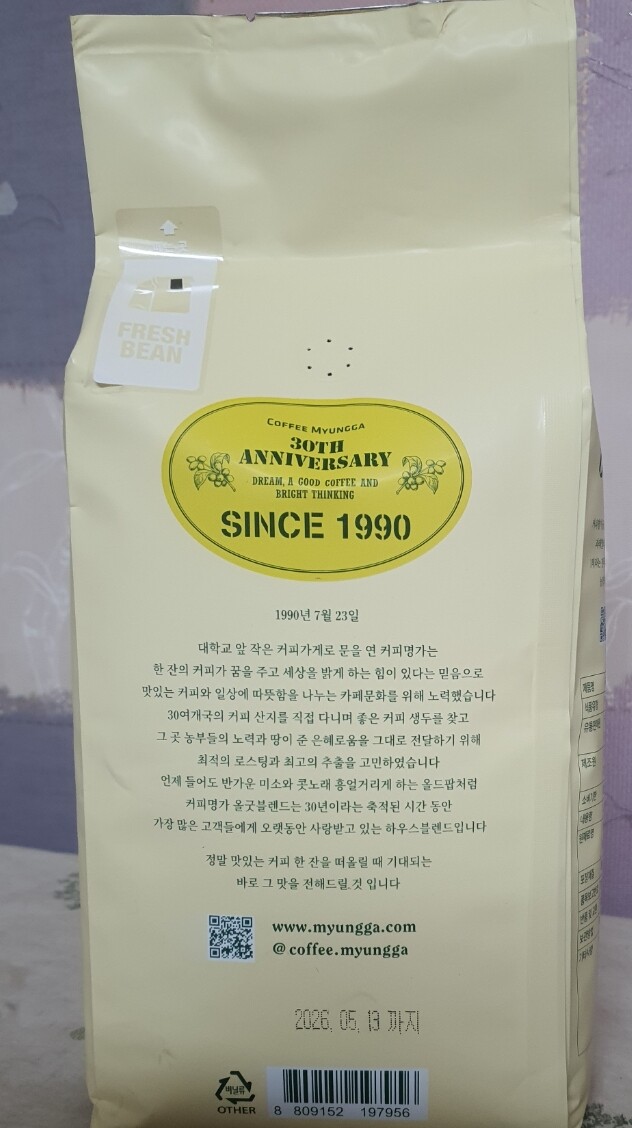 FRESH
BEAN
COFFEE MYUNGGA
30TH
ANNIVERSARY
DREAM, A GOOD COFFEE AND
BRIGHT THINKING
SINCE 1990
1990년 7월 23일
대학교 앞 작은 커피가게로 문을 연 커피명가는
한 잔의 커피가 꿈을 주고 세상을 밝게 하는 힘이 있다는 믿음으로
맛있는 커피와 일상에 따뜻함을 나누는 카페문화를 위해 노력했습니다
30여개국의 커피 산지를 직접 다니며 좋은 커피 생두를 찾고
그 곳 농부들의 노력과 땅이 준 은혜로움을 그대로 전달하기 위해
최적의 로스팅과 최고의 추출을 고민하였습니다
언제 들어도 반가운 미소와 콧노래 흥얼거리게 하는 올드팝처럼
커피명가 올굿블렌드는 30년이라는 축적된 시간 동안
가장 많은 고객들에게 오랫동안 사랑받고 있는 하우스블렌드입니다
정말 맛있는 커피 한 잔을 떠올릴 때 기대되는
바로 그 맛을 전해드릴 것 입니다
www.myungga.com
@coffee.myungga
2026. 05. 13 까지
비닐류
OTHER
8 809152 197956
제품명
식품유형